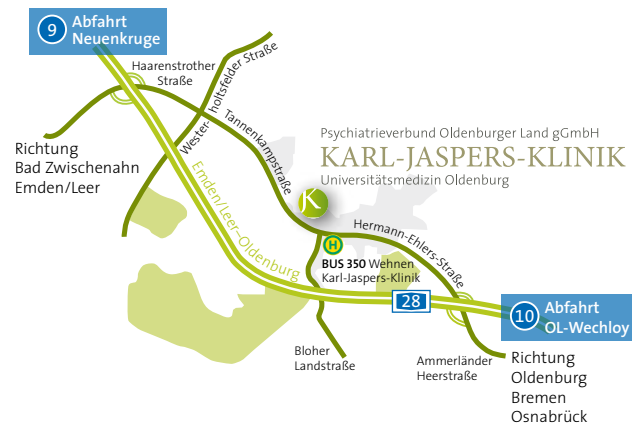 9 Abfahrt
Neuenkruge
Haarenstrother
Straße
Wester-
holtsfelder Straße
Tannenkampstraße
Richtung
Bad Zwischenahn
Emden/Leer
Emden/Leer–Oldenburg
Psychiatrieverbund Oldenburger Land gGmbH
KARL-JASPERS-KLINIK
Universitätsmedizin Oldenburg
K
Hermann-Ehlers-Straße
H
BUS 350 Wehnen
Karl-Jaspers-Klinik
28
10 Abfahrt
OL-Wechloy
Bloher
Landstraße
Ammerländer
Heerstraße
Richtung
Oldenburg
Bremen
Osnabrück